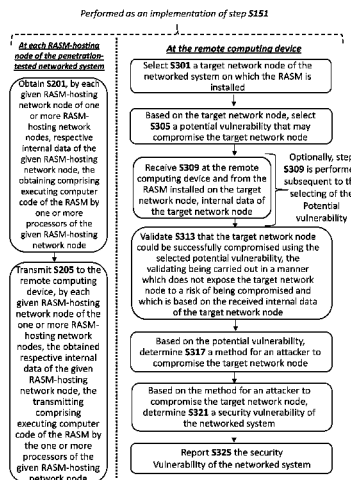 Performed as an implementation of step S151
At each RASM-hosting
node of the penetration-
tested networked system
Obtain S201, by each
given RASM-hosting
network node of one
or more RASM-
hosting network
nodes, respective
internal data of the
given RASM-hosting
network node, the
obtaining comprising
executing computer
code of the RASM by
one or more
processors of the
given RASM-hosting
network node
Transmit S205 to the
remote computing
device, by each
given RASM-hosting
network node of the
one or more RASM-
hosting network
nodes, the obtained
respective internal
data of the given
RASM-hosting
network node, the
transmitting
comprising
executing computer
code of the RASM by
the one or more
processors of the
given RASM-hosting
network node
At the remote computing device
Select S301 a target network node of the
networked system on which the RASM is
installed
Based on the target network node, select
S305 a potential vulnerability that may
compromise the target network node
Receive S309 at the remote
computing device and from the
RASM installed on the target
network node, internal data of
the target network node
Optionally, step
S309 is performe
subsequent to th
selecting of the
Potential
vulnerability
Validate S313 that the target network node
could be successfully compromised using the
selected potential vulnerability, the
validating being carried out in a manner
which does not expose the target network
node to a risk of being compromised and
which is based on the received internal data
of the target network node
Based on the potential vulnerability,
determine S317 a method for an attacker to
compromise the target network node
Based on the method for an attacker to
compromise the target network node,
determine S321 a security vulnerability of
the networked system
Report S325 the security
Vulnerability of the networked system